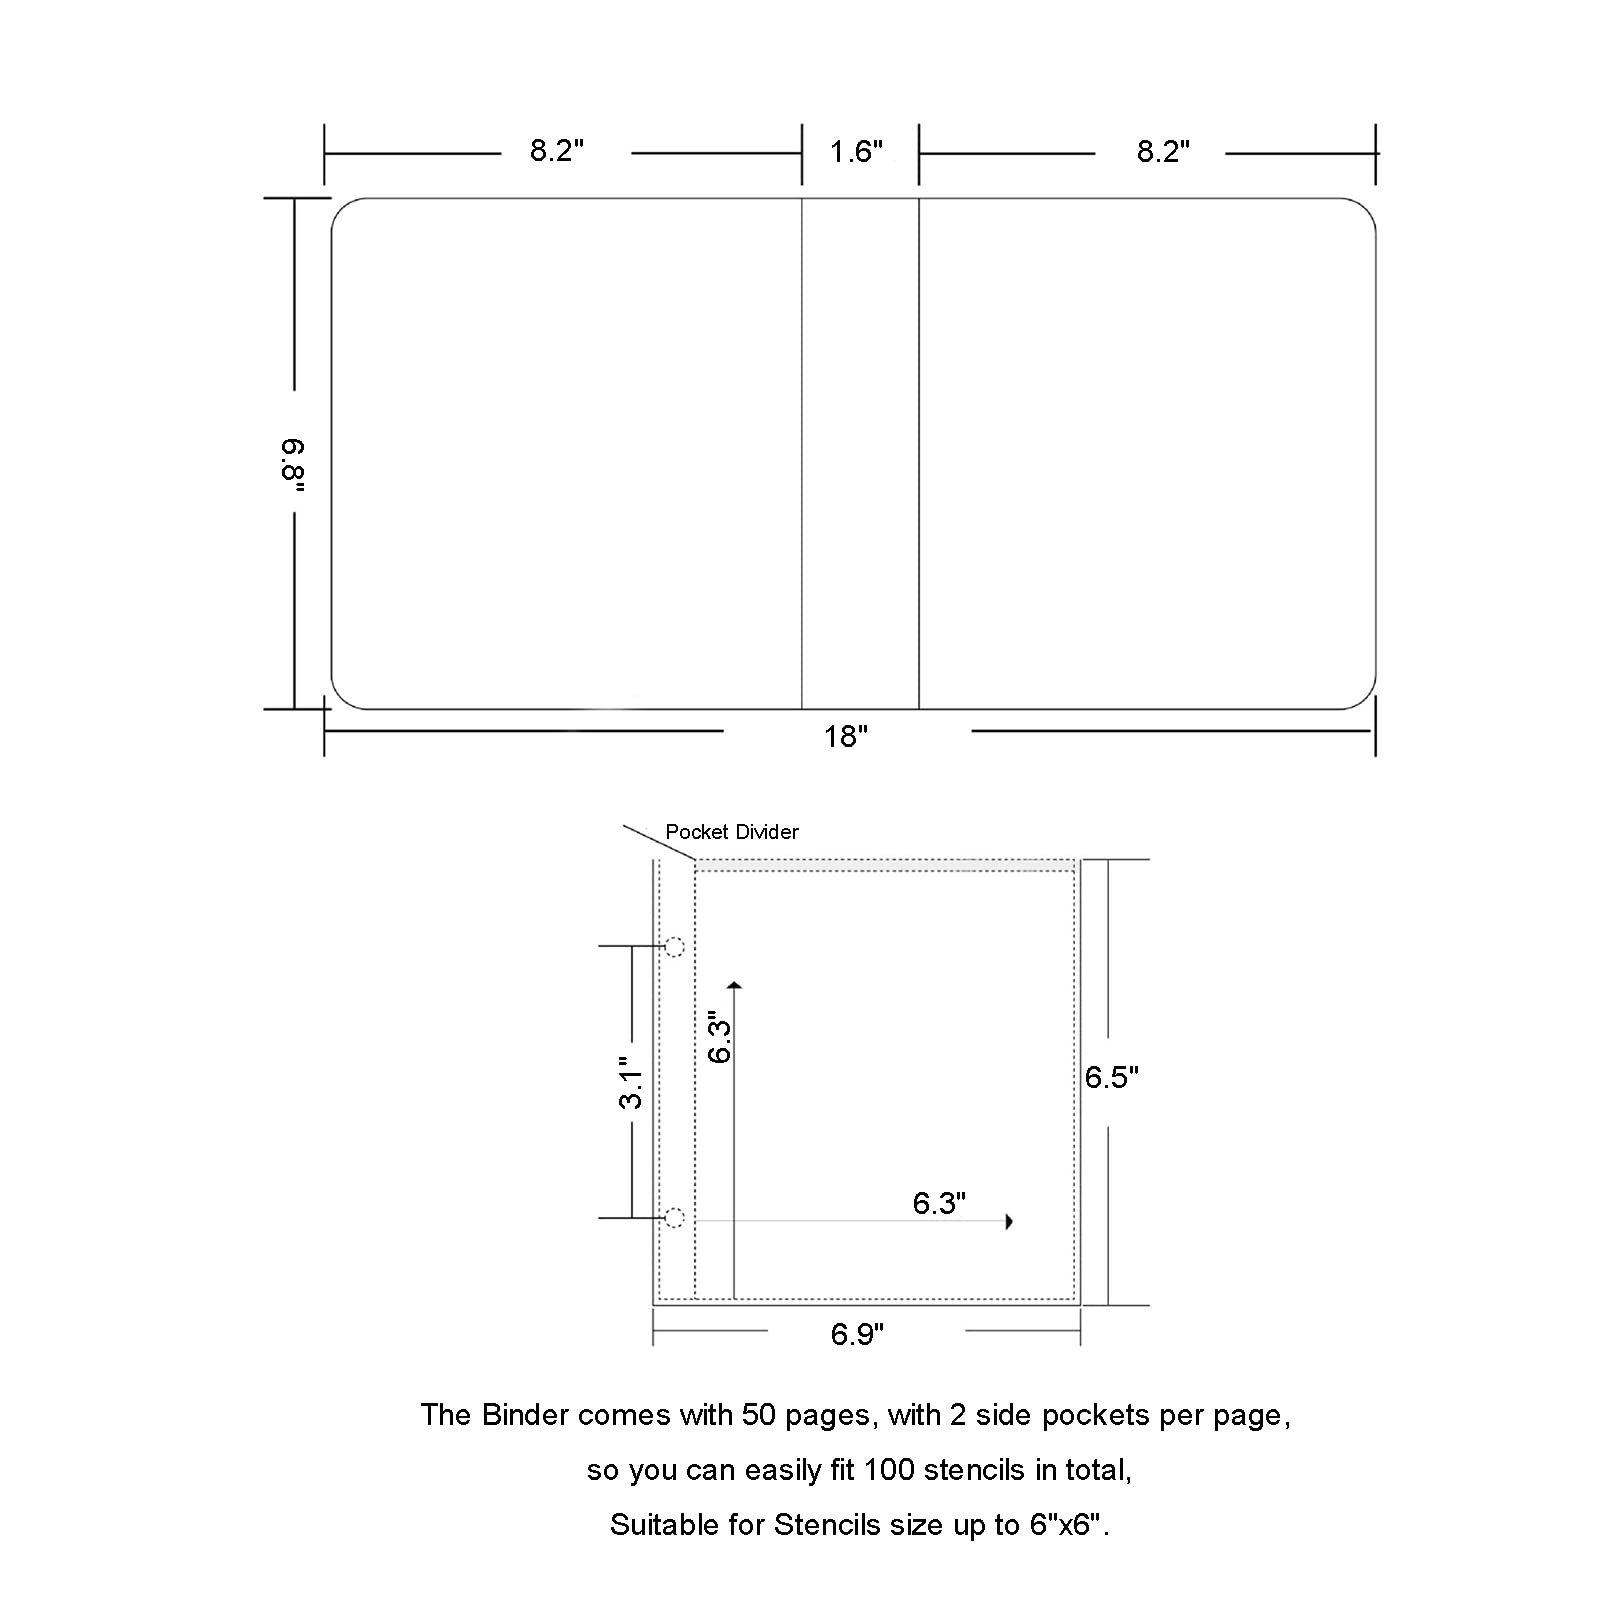 8.2"
1.6"
8.2"
6.8"
18"
Pocket Divider
6.3"
3.1"
6.5"
6.3"
6.9"
The Binder comes with 50 pages, with 2 side pockets per page,
so you can easily fit 100 stencils in total,
Suitable for Stencils size up to 6"x6".